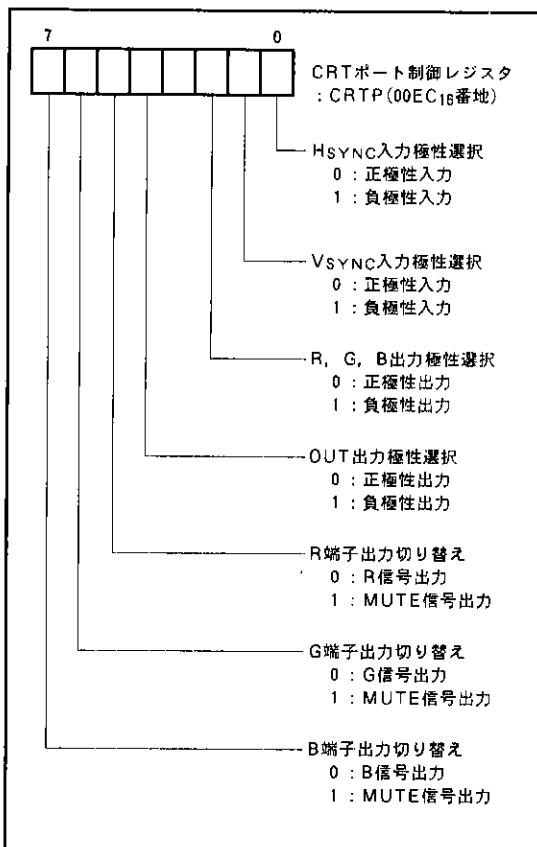 7 0
CRTポート制御レジスタ
: CRTP(00EC16番地)
HSYNC入力極性選択
0 : 正極性入力
1 : 負極性入力
VSYNC入力極性選択
0 : 正極性入力
1 : 負極性入力
R, G, B出力極性選択
0 : 正極性出力
1 : 負極性出力
OUT出力極性選択
0 : 正極性出力
1 : 負極性出力
R端子出力切り替え
0 : R信号出力
1 : MUTE信号出力
G端子出力切り替え
0 : G信号出力
1 : MUTE信号出力
B端子出力切り替え
0 : B信号出力
1 : MUTE信号出力